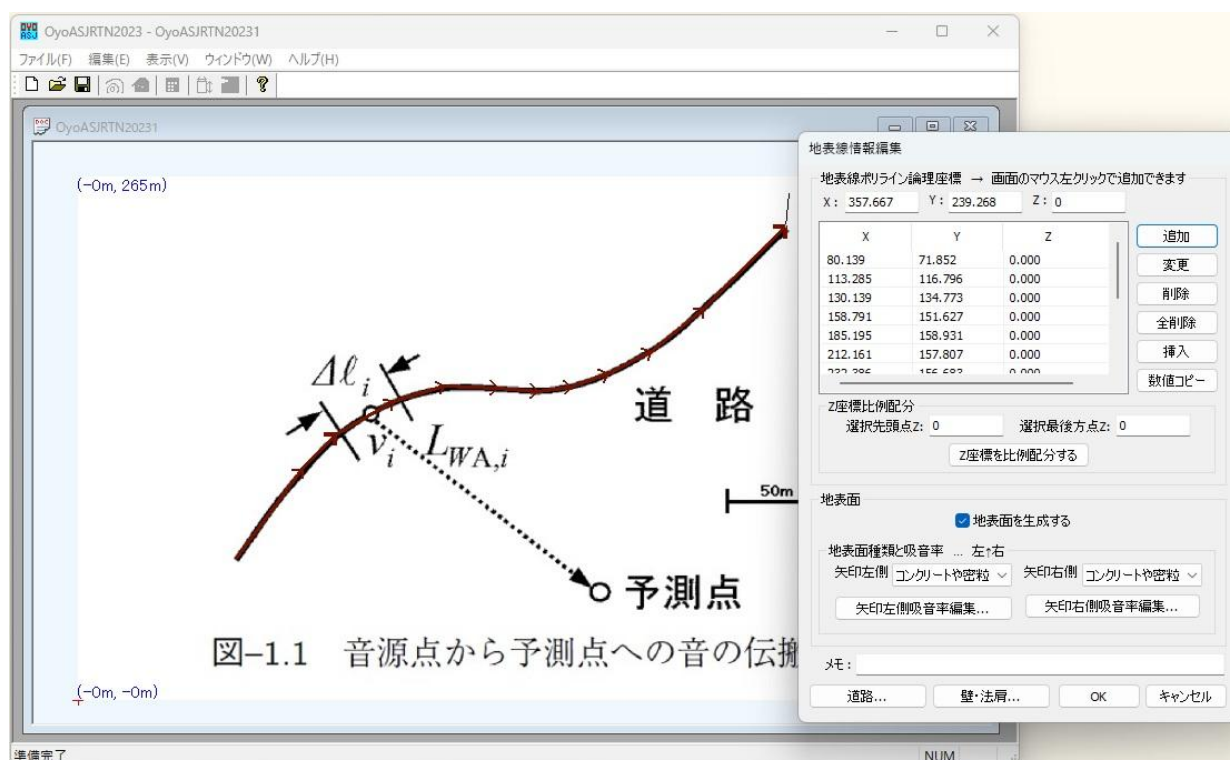 OyoASJRTN2023 - OyoASJRTN20231
ファイル(F) 編集(E) 表示(V) ウィンドウ(W) ヘルプ(H)
OyoASJRTN20231
(-0m, 265m)
Δℓi
vi
LWA,i
道 路
50m
予測点
図-1.1 音源点から予測点への音の伝搬
(-0m, -0m)
準備完了
NUM
地表線情報編集
地表線ポリライン論理座標 → 画面のマウス左クリックで追加できます
X: 357.667 Y: 239.268 Z: 0
X Y Z
80.139 71.852 0.000
113.285 116.796 0.000
130.139 134.773 0.000
158.791 151.627 0.000
185.195 158.931 0.000
212.161 157.807 0.000
232.386 156.683 0.000
追加
変更
削除
全削除
挿入
数値コピー
Z座標比例配分
選択先頭点Z: 0 選択最後方点Z: 0
Z座標を比例配分する
地表面
地表面を生成する
地表面種類と吸音率 … 左↑右
矢印左側 コンクリートや密粒 矢印右側 コンクリートや密粒
矢印左側吸音率編集... 矢印右側吸音率編集...
メモ:
道路... 壁・法肩... OK キャンセル